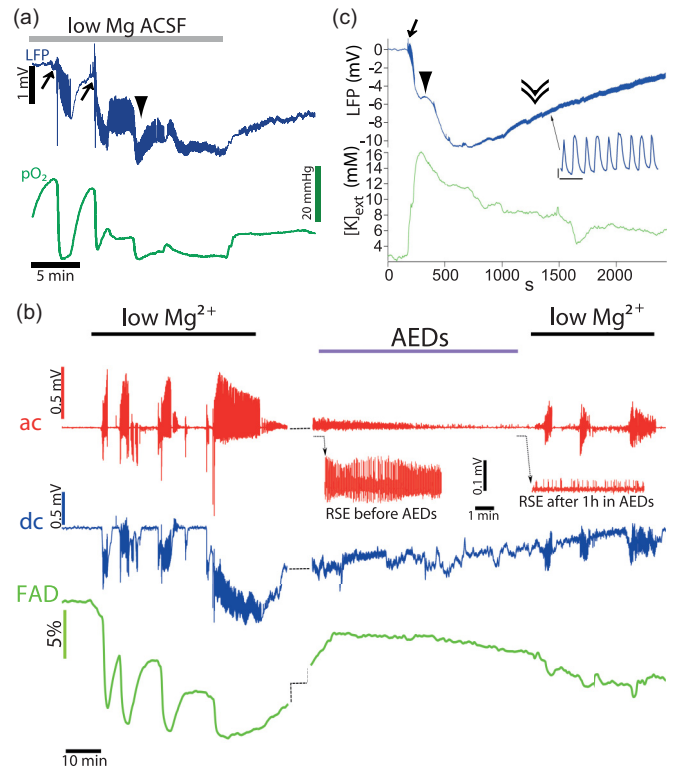 (a)
low Mg ACSF
LFP
1 mV
pO₂
20 mmHg
5 min
(c)
LFP (mV)
0
-2
-4
-6
-8
-10
[K]ext (mM)
16
14
12
10
8
6
4
0 500 1000 1500 2000
s
(b)
low Mg²⁺
AEDs
low Mg²⁺
0.5 mV
ac
RSE before AEDs
0.1 mV
1 min
RSE after 1h in AEDs
0.5 mV
dc
FAD
5%
10 min